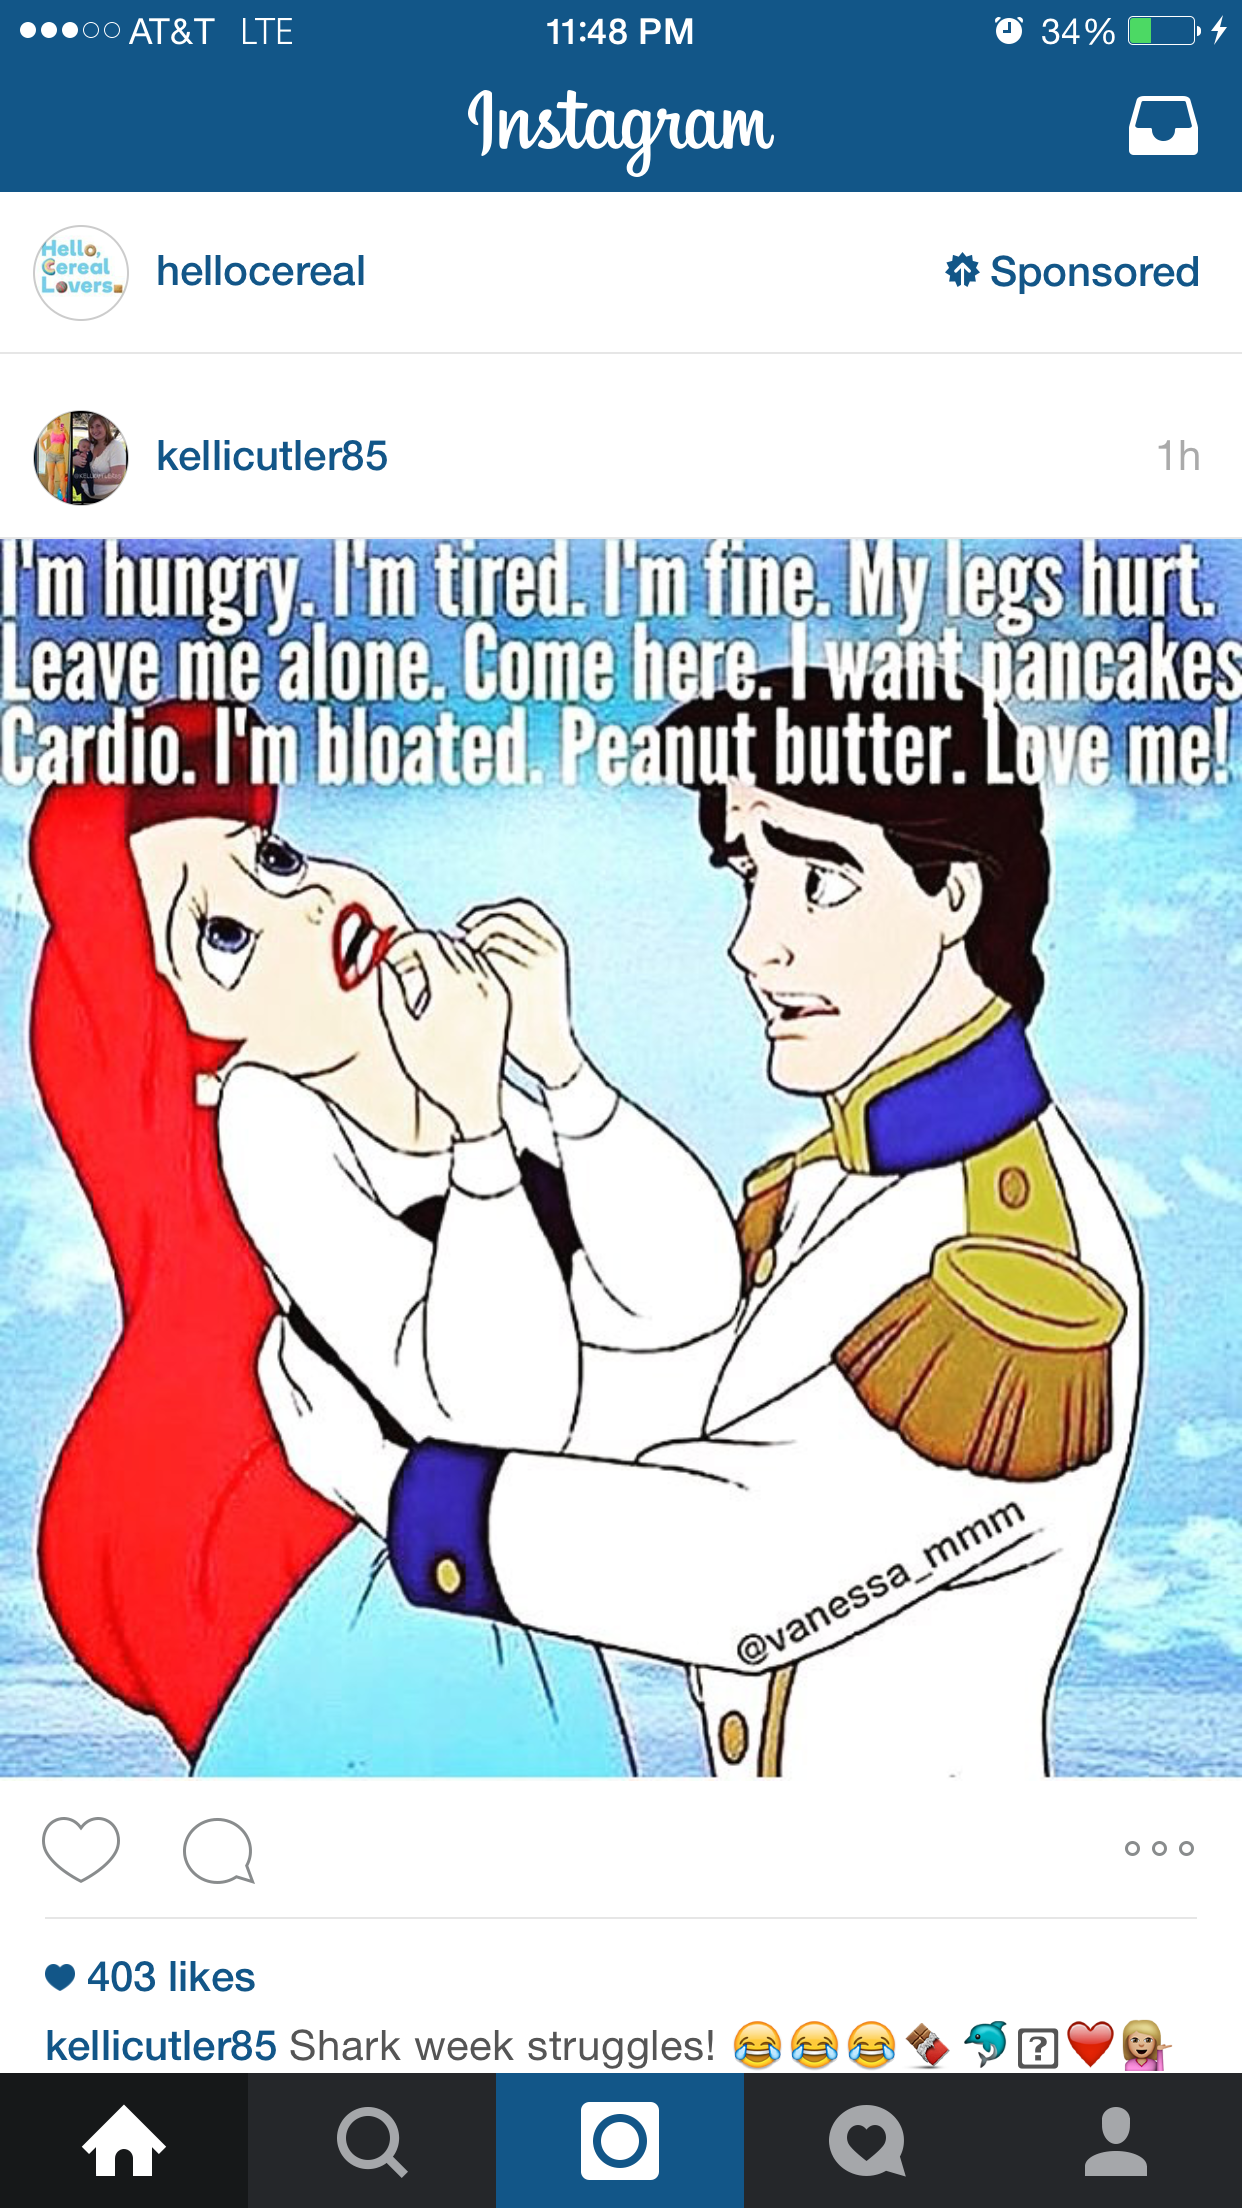 AT&T LTE 11:48 PM 34%
Instagram
Hello,
Cereal
Lovers
hellocereal Sponsored
kellicutler85 1h
I'm hungry. I'm tired. I'm fine. My legs hurt.
Leave me alone. Come here. I want pancakes
Cardio. I'm bloated. Peanut butter. Love me!
@vanessa_mmm
403 likes
kellicutler85 Shark week struggles! 😂😂😂🍫🐬⍰❤️💁🏼